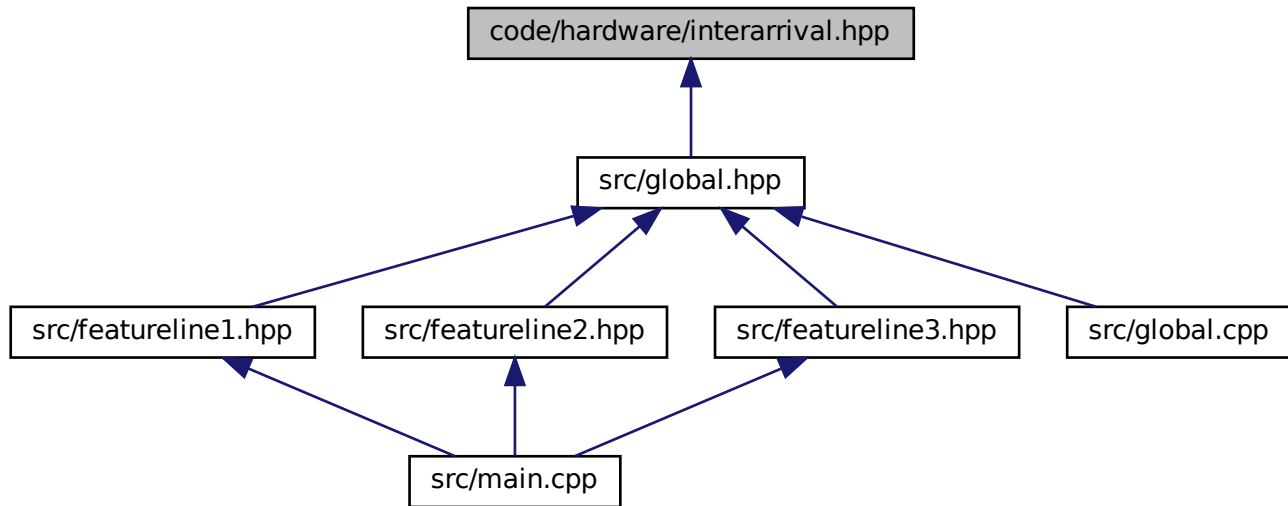 code/hardware/interarrival.hpp
src/global.hpp
src/featureline1.hpp
src/featureline2.hpp
src/featureline3.hpp
src/global.cpp
src/main.cpp